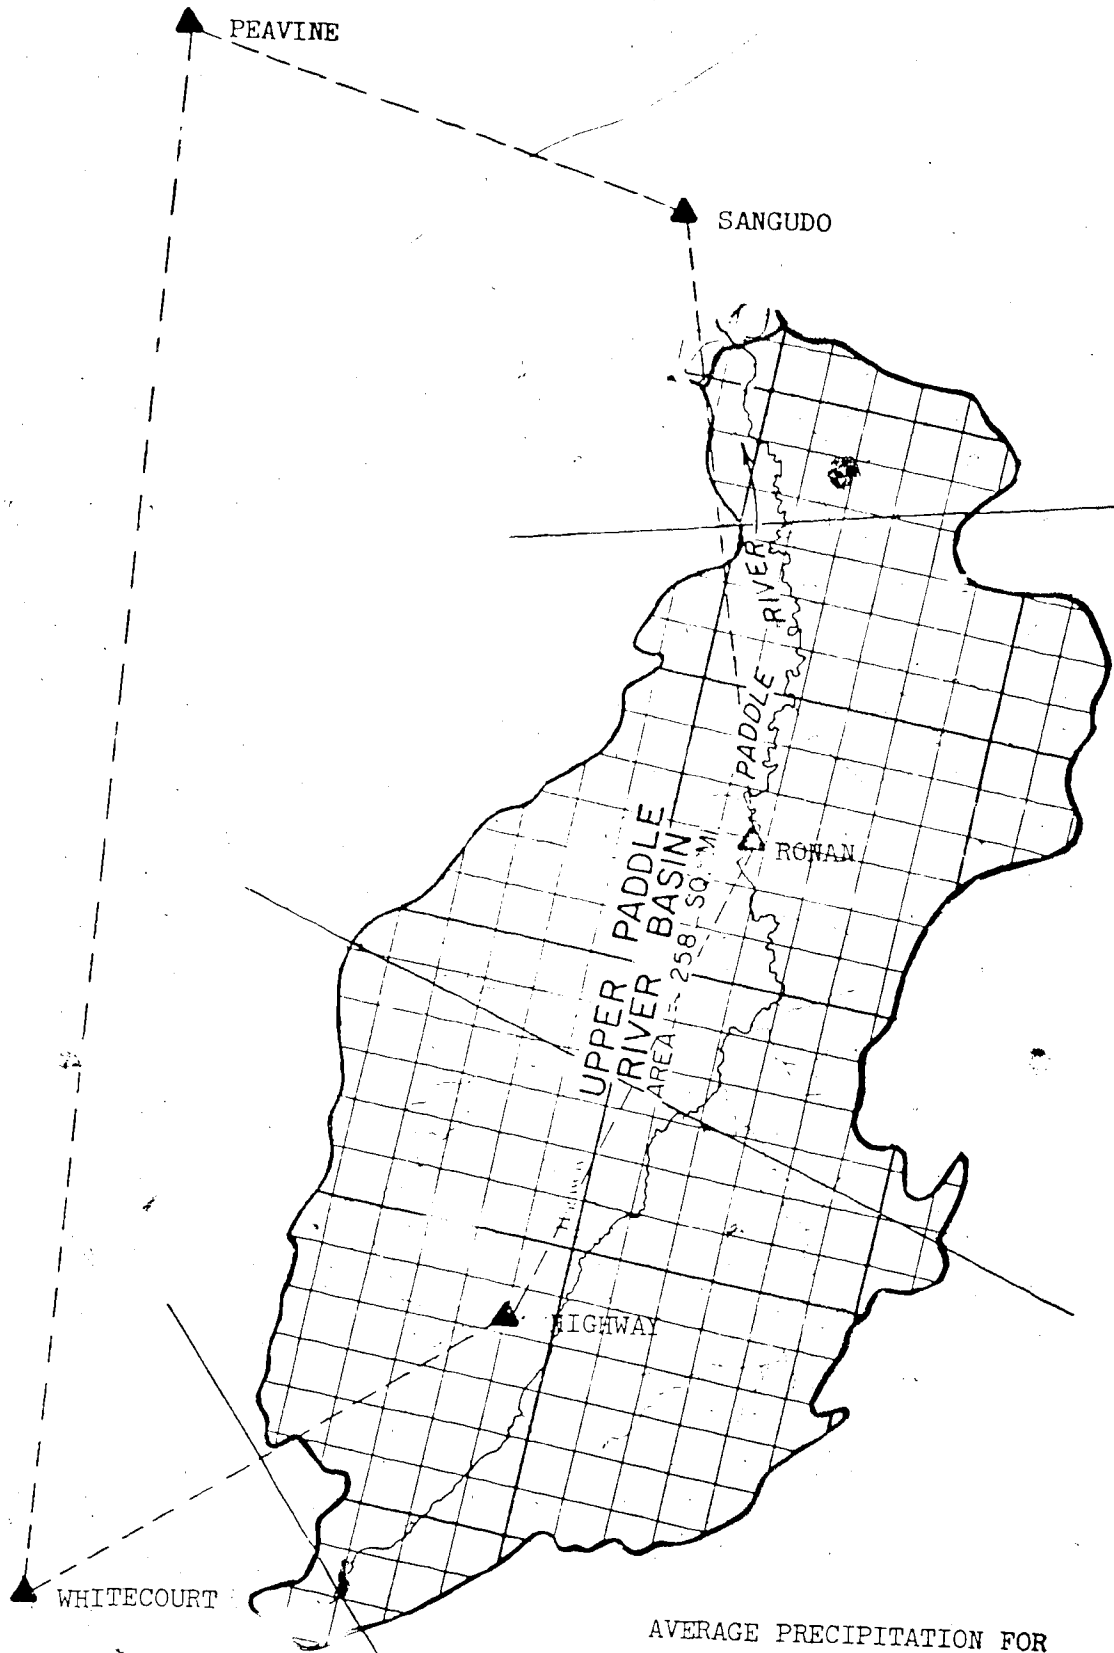 PEAVINE
SANGUDO
PADDLE RIVER
RONAN
UPPER PADDLE
RIVER BASIN
AREA - 258 SQ MI
HIGHWAY
WHITECOURT
AVERAGE PRECIPITATION FOR